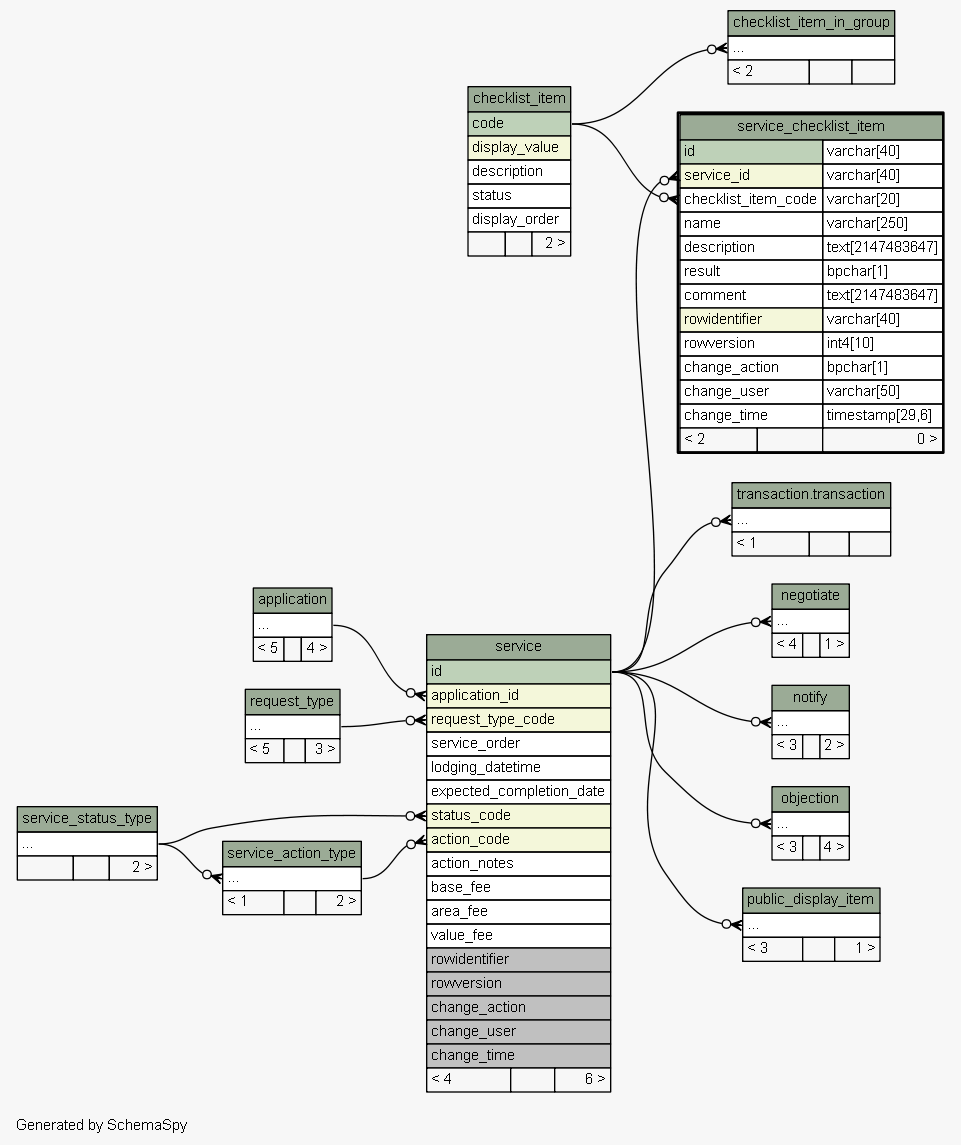 checklist_item_in_group
...
< 2
checklist_item
code
display_value
description
status
display_order
2 >
service_checklist_item
id varchar[40]
service_id varchar[40]
checklist_item_code varchar[20]
name varchar[250]
description text[2147483647]
result bpchar[1]
comment text[2147483647]
rowidentifier varchar[40]
rowversion int4[10]
change_action bpchar[1]
change_user varchar[50]
change_time timestamp[29,6]
< 2 0 >
transaction.transaction
...
< 1
negotiate
...
< 4 1 >
notify
...
< 3 2 >
objection
...
< 3 4 >
public_display_item
...
< 3 1 >
application
...
< 5 4 >
request_type
...
< 5 3 >
service_status_type
...
2 >
service_action_type
...
< 1 2 >
service
id
application_id
request_type_code
service_order
lodging_datetime
expected_completion_date
status_code
action_code
action_notes
base_fee
area_fee
value_fee
rowidentifier
rowversion
change_action
change_user
change_time
< 4 6 >
Generated by SchemaSpy